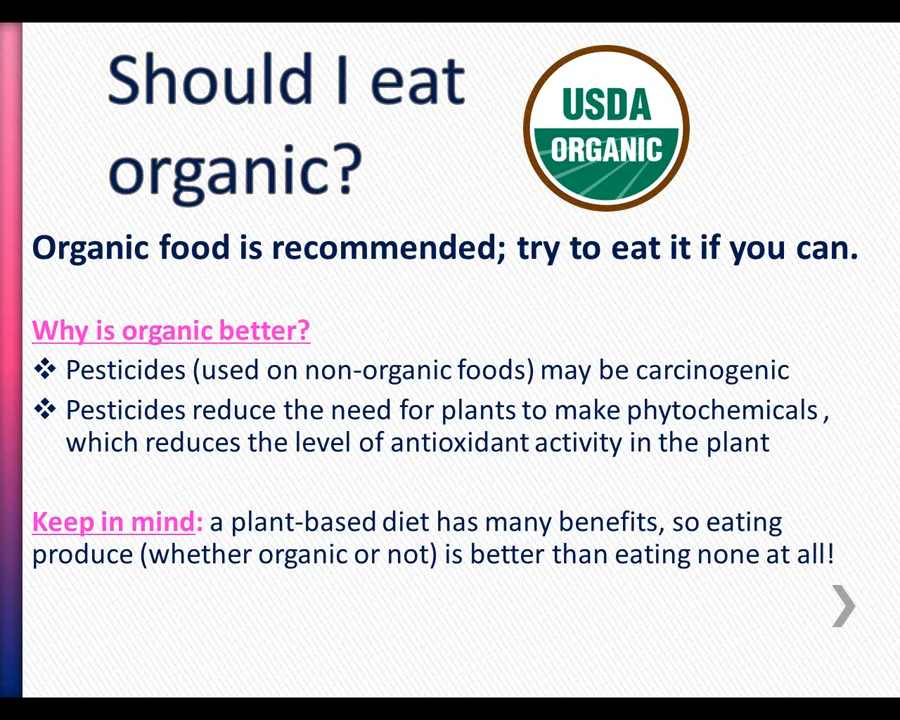 Should I eat
organic?
USDA
ORGANIC
Organic food is recommended; try to eat it if you can.
Why is organic better?
❖ Pesticides (used on non-organic foods) may be carcinogenic
❖ Pesticides reduce the need for plants to make phytochemicals ,
which reduces the level of antioxidant activity in the plant
Keep in mind: a plant-based diet has many benefits, so eating
produce (whether organic or not) is better than eating none at all!